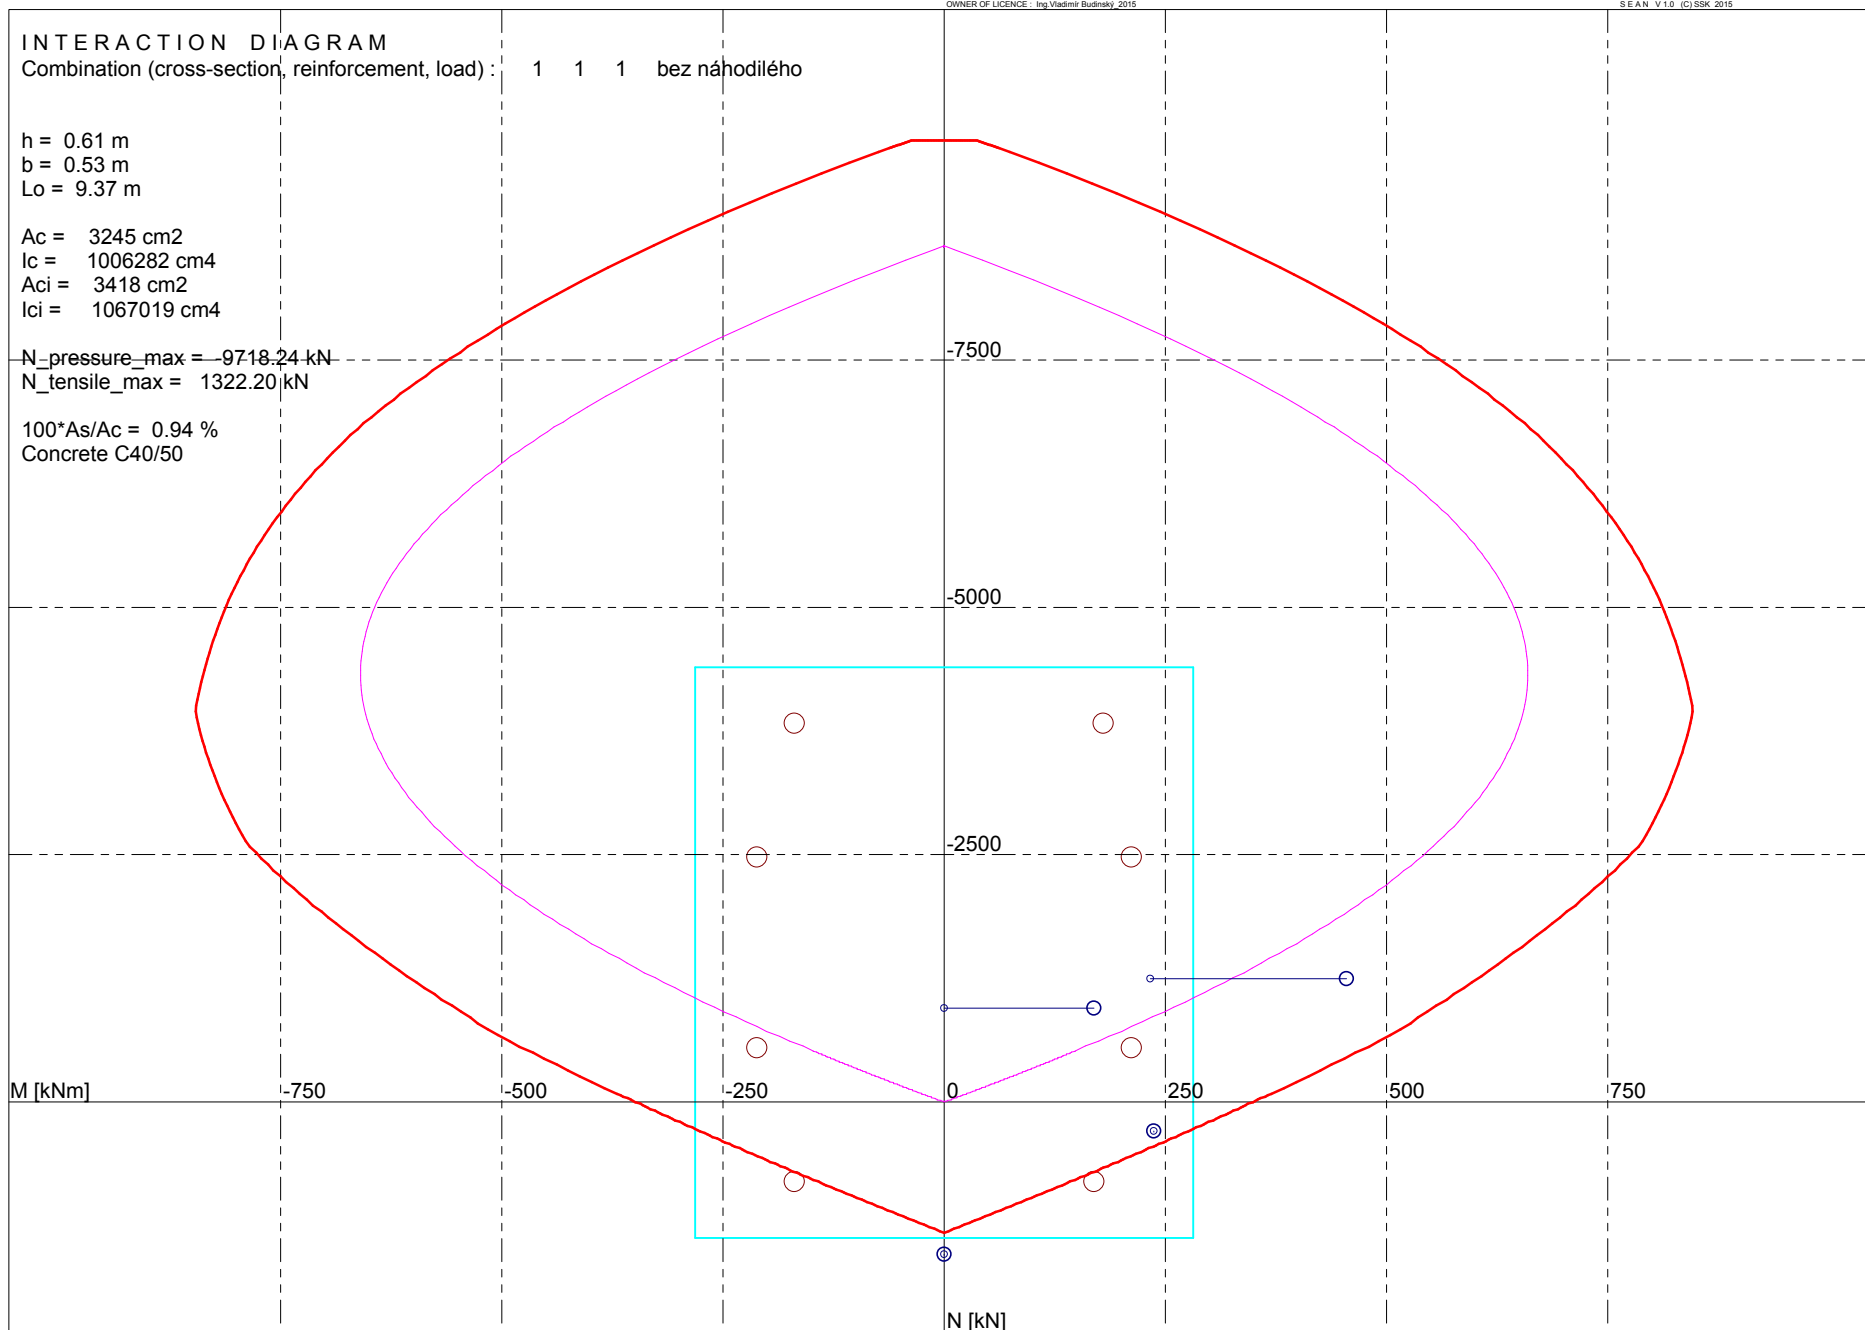 OWNER OF LICENCE : Ing.Vladimír Budinský_2015
S E A N V 1.0 (C) SSK 2015
INTERACTION DIAGRAM
Combination (cross-section, reinforcement, load) : 1 1 1 bez náhodilého
h = 0.61 m
b = 0.53 m
Lo = 9.37 m
Ac = 3245 cm2
Ic = 1006282 cm4
Aci = 3418 cm2
Ici = 1067019 cm4
N_pressure_max = -9718.24 kN
N_tensile_max = 1322.20 kN
100*As/Ac = 0.94 %
Concrete C40/50
-7500
-5000
-2500
M [kNm] -750 -500 -250 0 250 500 750
N [kN]